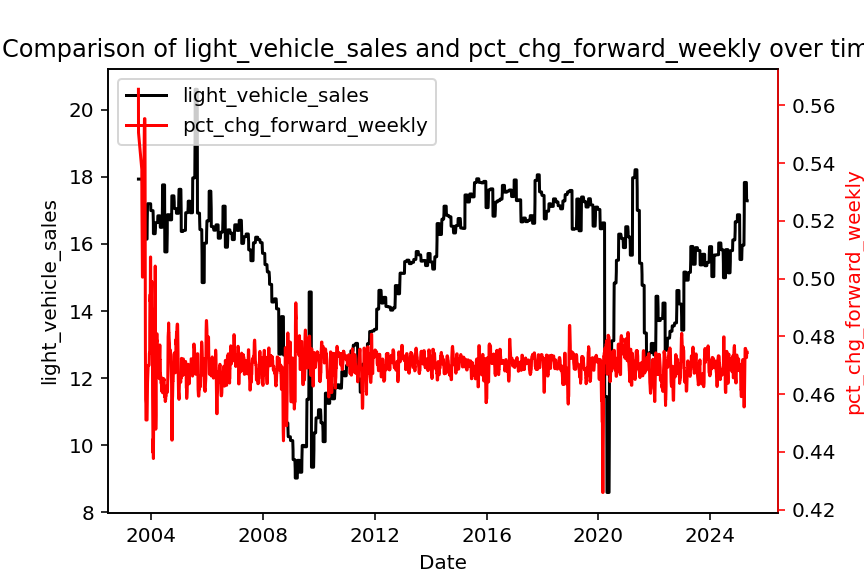 Comparison of light_vehicle_sales and pct_chg_forward_weekly over tim
light_vehicle_sales
pct_chg_forward_weekly
light_vehicle_sales
20
18
16
14
12
10
8
0.56
0.54
0.52
0.50
0.48
0.46
0.44
0.42
pct_chg_forward_weekly
2004 2008 2012 2016 2020 2024
Date